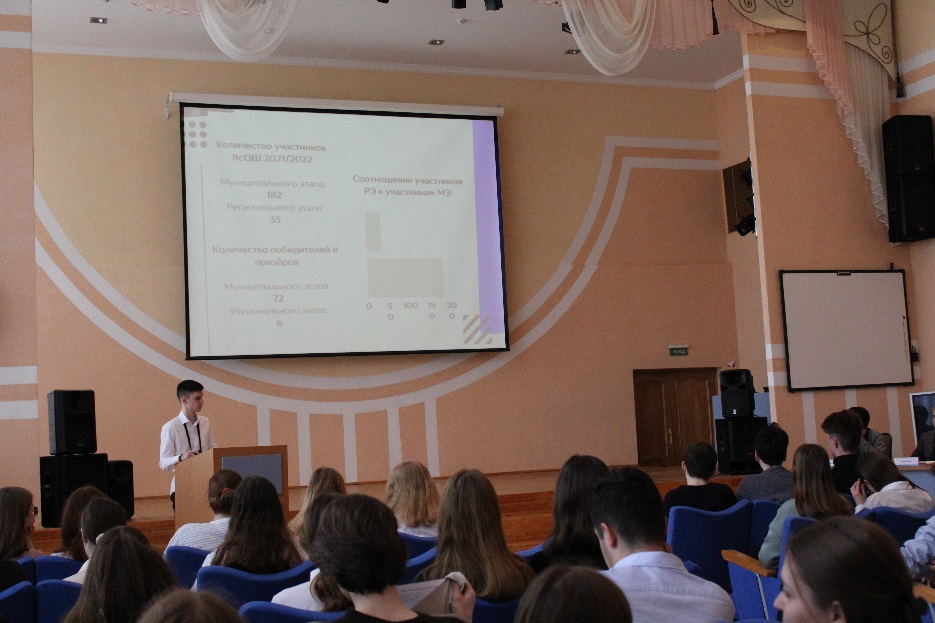 Количество участников
ВсОШ 2021/2022
Муниципального этапа:
182
Регионального этапа:
35
Количество победителей и
призёров
Муниципального этапа:
72
Регионального этапа:
6
Соотношение участников
РЭ к участникам МЭ:
0 5 100 15 20
0 0 0